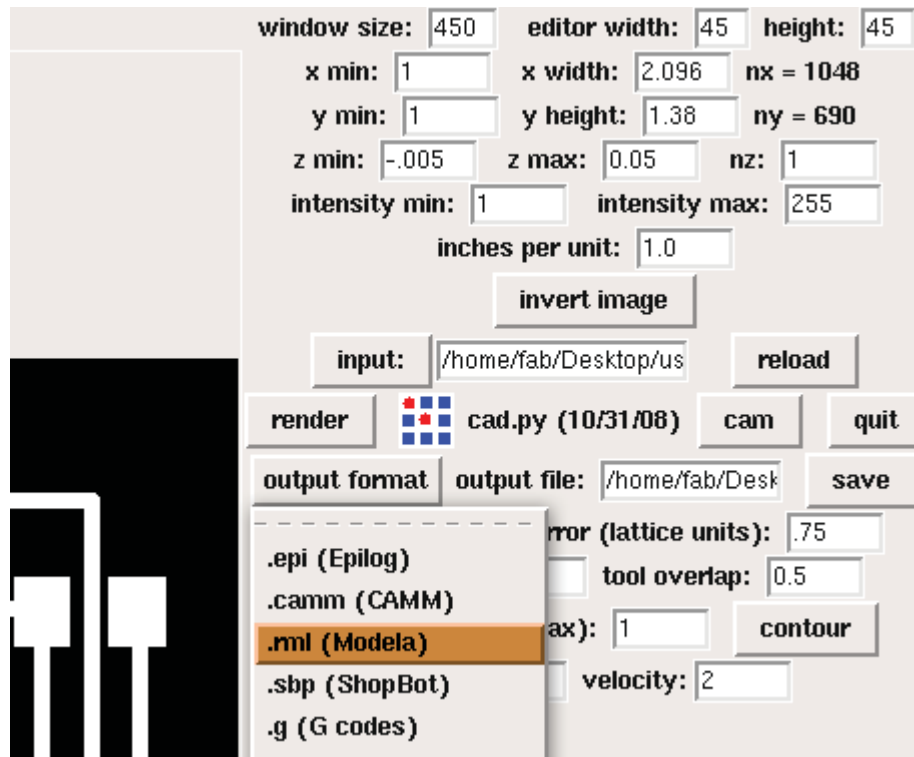 window size: 450 editor width: 45 height: 45
x min: 1 x width: 2.096 nx = 1048
y min: 1 y height: 1.38 ny = 690
z min: -.005 z max: 0.05 nz: 1
intensity min: 1 intensity max: 255
inches per unit: 1.0
invert image
input: /home/fab/Desktop/us reload
render cad.py (10/31/08) cam quit
output format output file: /home/fab/Desk save
rror (lattice units): .75
.epi (Epilog)
tool overlap: 0.5
.camm (CAMM)
ax): 1 contour
.rml (Modela)
.sbp (ShopBot) velocity: 2
.g (G codes)